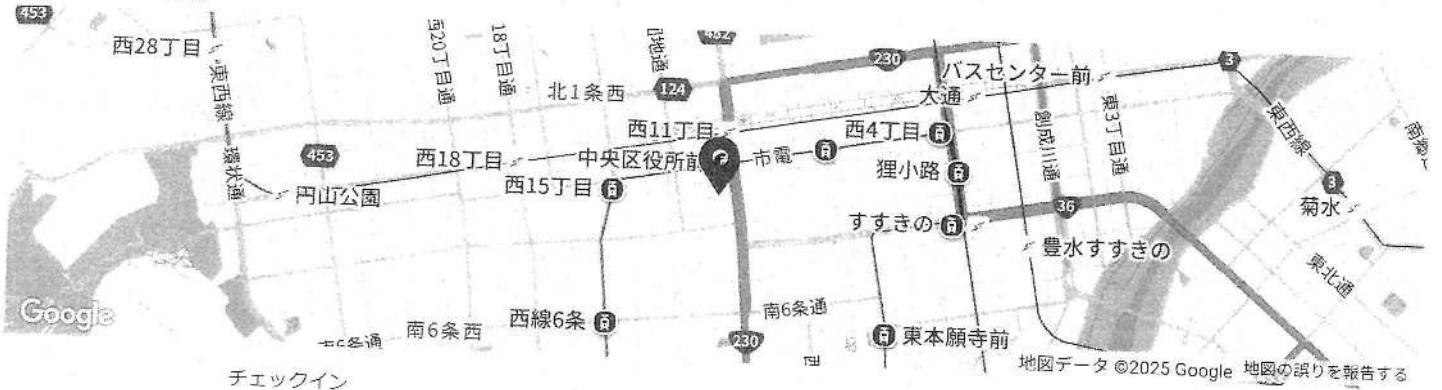 453
西28丁目
東西線
環状通
西20丁目通
18丁目通
北1条西
124
230
バスセンター前
大通
3
西11丁目
西4丁目
創成川通
東3丁目通
東西線
453
西18丁目
中央区役所前
市電
円山公園
西15丁目
狸小路
3
菊水
すすきの
36
豊水すすきの
東北通
Google
南6条西
西線6条
南6条通
230
東本願寺前
地図データ ©2025 Google
地図の誤りを報告する
チェックイン